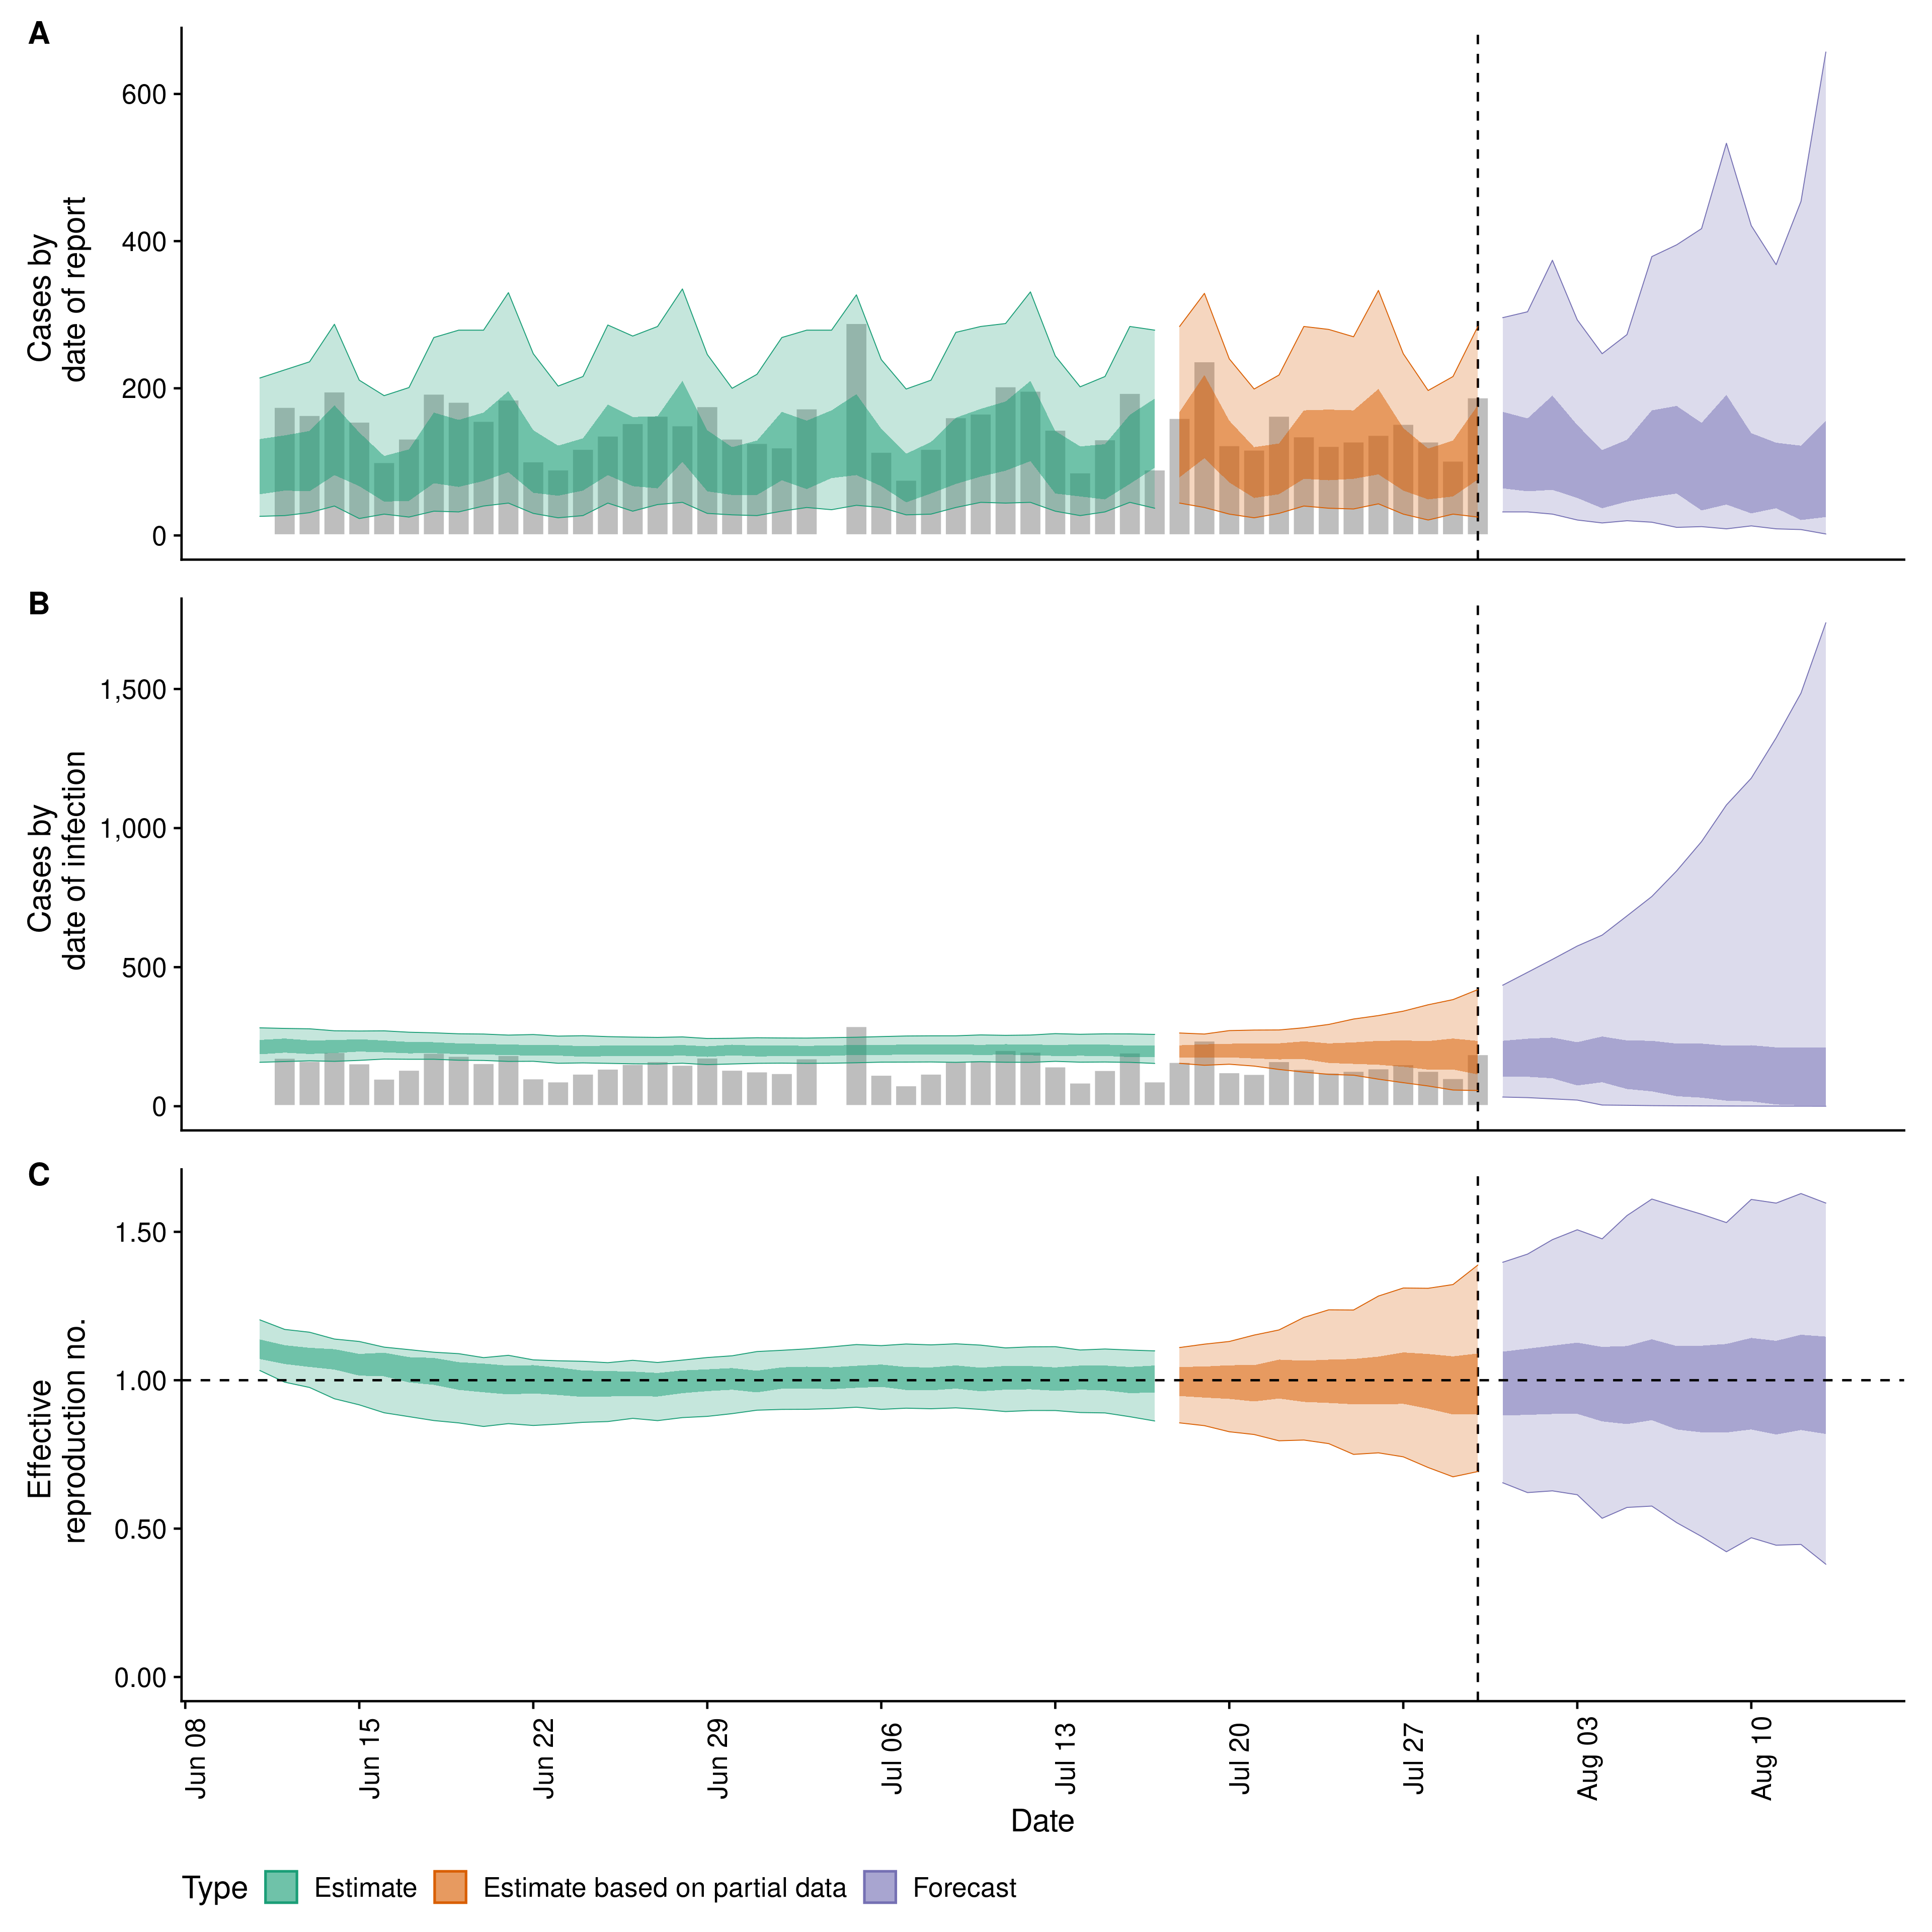 A
Cases by
date of report
600
400
200
0
B
Cases by
date of infection
1,500
1,000
500
0
C
Effective
reproduction no.
1.50
1.00
0.50
0.00
Jun 08
Jun 15
Jun 22
Jun 29
Jul 06
Jul 13
Jul 20
Jul 27
Aug 03
Aug 10
Date
Type Estimate Estimate based on partial data Forecast